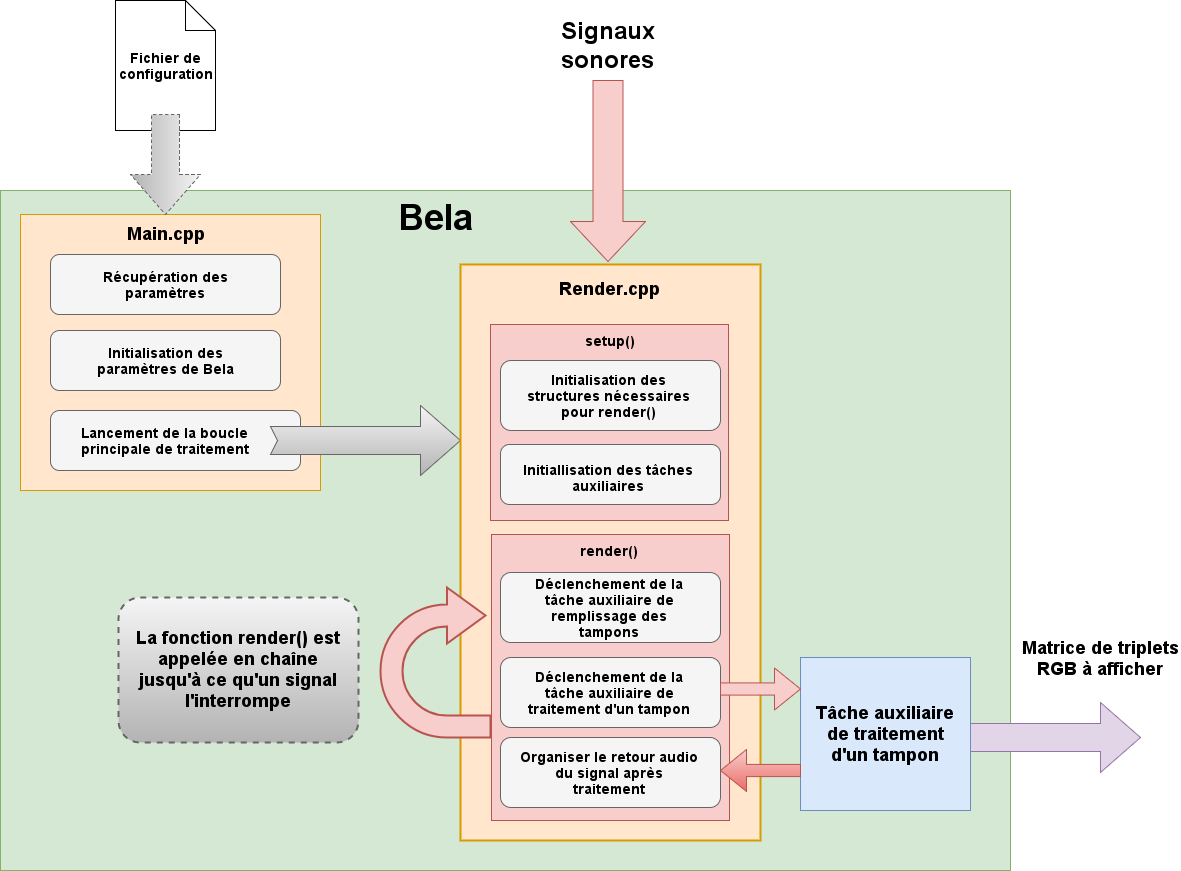 Fichier de
configuration
Signaux
sonores
Bela
Main.cpp
Récupération des
paramètres
Initialisation des
paramètres de Bela
Lancement de la boucle
principale de traitement
Render.cpp
setup()
Initialisation des
structures nécessaires
pour render()
Initiallisation des tâches
auxiliaires
render()
Déclenchement de la
tâche auxiliaire de
remplissage des
tampons
Déclenchement de la
tâche auxiliaire de
traitement d'un tampon
Organiser le retour audio
du signal après
traitement
La fonction render() est
appelée en chaîne
jusqu'à ce qu'un signal
l'interrompe
Tâche auxiliaire
de traitement
d'un tampon
Matrice de triplets
RGB à afficher